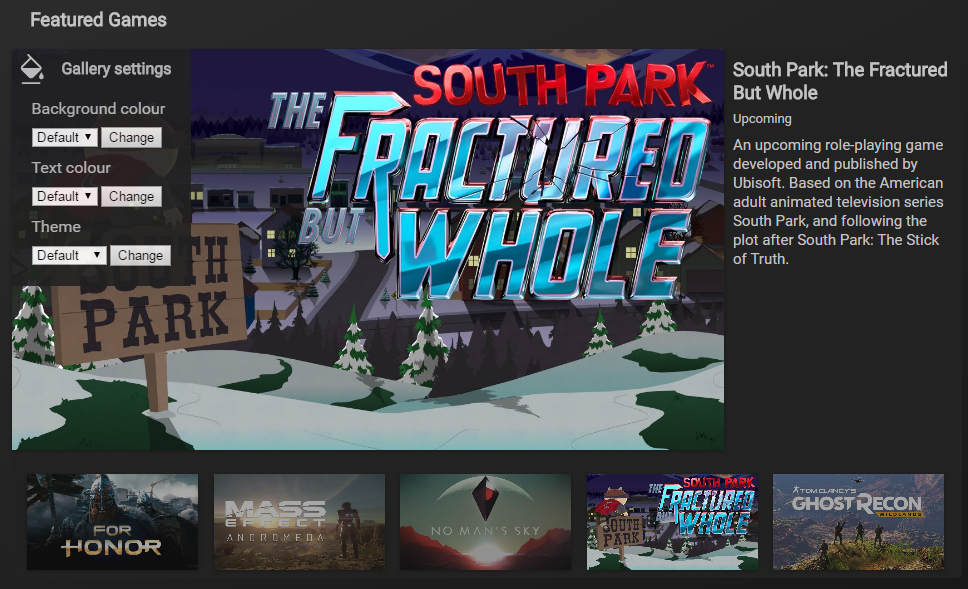 Featured Games
Gallery settings
Background colour
Default ▼ Change
Text colour
Default ▼ Change
Theme
Default ▼ Change
SOUTH PARK™
THE
FRACTURED
BUT
WHOLE
SOUTH
PARK
South Park: The Fractured
But Whole
Upcoming
An upcoming role-playing game
developed and published by
Ubisoft. Based on the American
adult animated television series
South Park, and following the
plot after South Park: The Stick
of Truth.
FOR
HONOR
MASS
EFFECT
ANDROMEDA
NO MAN'S SKY
SOUTH PARK
THE
FRACTURED
BUT
WHOLE
SOUTH
PARK
TOM CLANCY'S
GHOST RECON
WILDLANDS